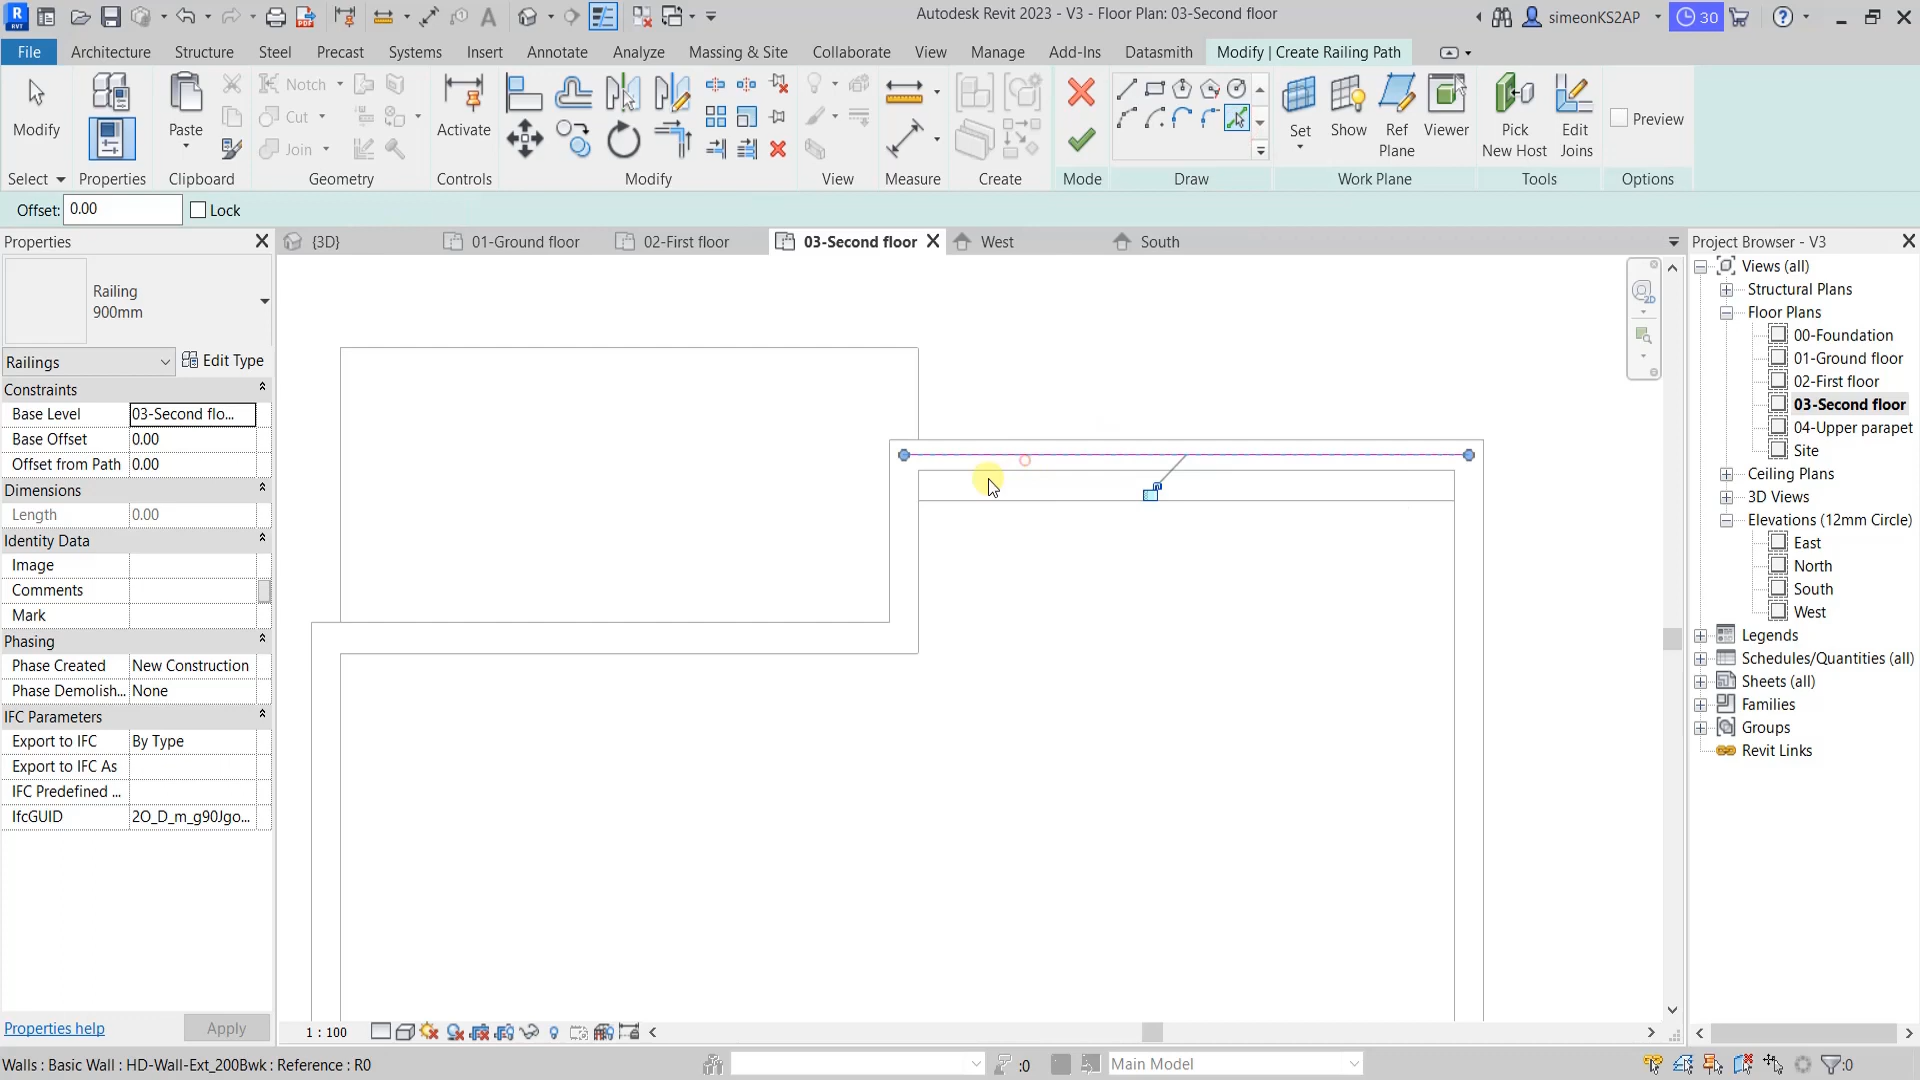 Autodesk Revit 2023 - V3 - Floor Plan: 03-Second floor
simeonKS2AP
30
File
Architecture
Structure
Steel
Precast
Systems
Insert
Annotate
Analyze
Massing & Site
Collaborate
View
Manage
Add-Ins
Datasmith
Modify | Create Railing Path
Modify
Paste
Notch
Cut
Join
Activate
Set
Show
Ref
Plane
Viewer
Pick
New Host
Edit
Joins
Preview
Select
Properties
Clipboard
Geometry
Controls
Modify
View
Measure
Create
Mode
Draw
Work Plane
Tools
Options
Offset: 0.00
Lock
Properties
{3D}
01-Ground floor
02-First floor
03-Second floor
West
South
Project Browser - V3
Railing
900mm
Railings
Edit Type
Constraints
Base Level 03-Second flo...
Base Offset 0.00
Offset from Path 0.00
Dimensions
Length 0.00
Identity Data
Image
Comments
Mark
Phasing
Phase Created New Construction
Phase Demolish... None
IFC Parameters
Export to IFC By Type
Export to IFC As
IFC Predefined ...
IfcGUID 2O_D_m_g90Jgo...
Properties help
Apply
Views (all)
Structural Plans
Floor Plans
00-Foundation
01-Ground floor
02-First floor
03-Second floor
04-Upper parapet
Site
Ceiling Plans
3D Views
Elevations (12mm Circle)
East
North
South
West
Legends
Schedules/Quantities (all)
Sheets (all)
Families
Groups
Revit Links
2D
1 : 100
Walls : Basic Wall : HD-Wall-Ext_200Bwk : Reference : R0
:0
Main Model
:0